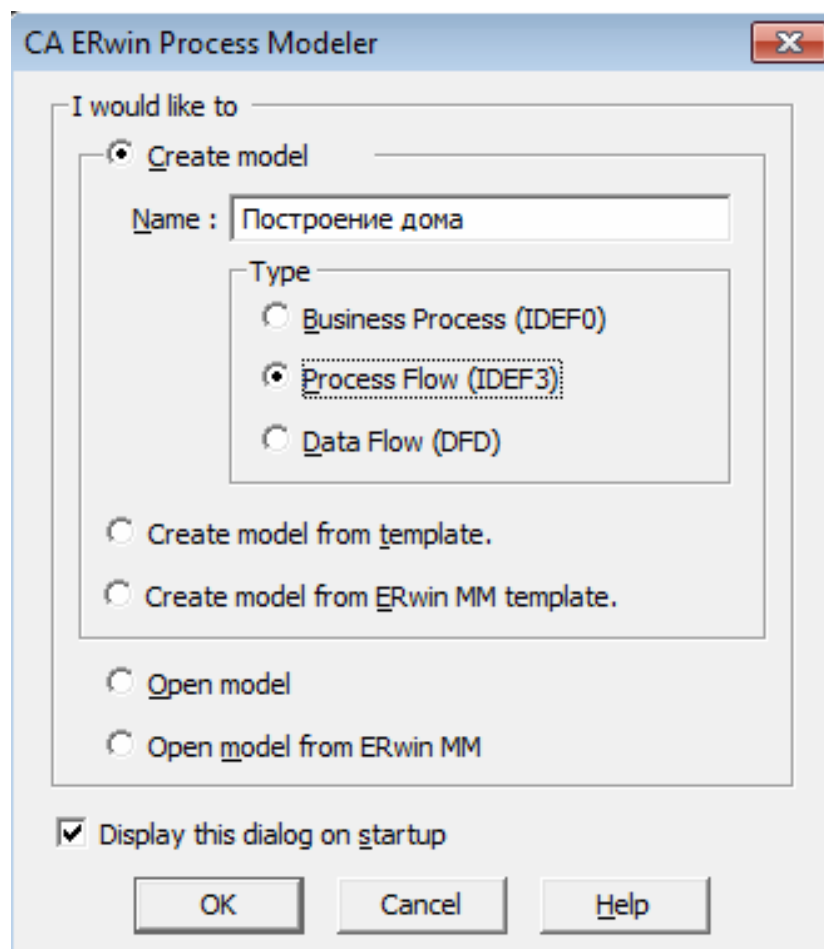 CA ERwin Process Modeler
I would like to
Create model
Name : Построение дома
Type
Business Process (IDEF0)
Process Flow (IDEF3)
Data Flow (DFD)
Create model from template.
Create model from ERwin MM template.
Open model
Open model from ERwin MM
Display this dialog on startup
OK Cancel Help